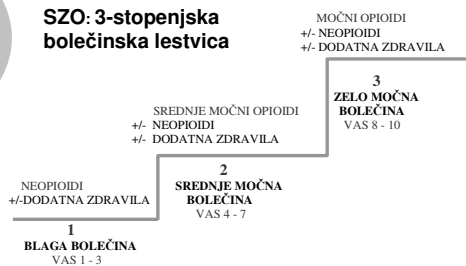 SZO: 3-stopenjska
bolečinska lestvica
MOČNI OPIOIDI
+/- NEOPIOIDI
+/- DODATNA ZDRAVILA
3
ZELO MOČNA
BOLEČINA
VAS 8 - 10
SREDNJE MOČNI OPIOIDI
+/- NEOPIOIDI
+/- DODATNA ZDRAVILA
2
SREDNJE MOČNA
BOLEČINA
VAS 4 - 7
NEOPIOIDI
+/-DODATNA ZDRAVILA
1
BLAGA BOLEČINA
VAS 1 - 3